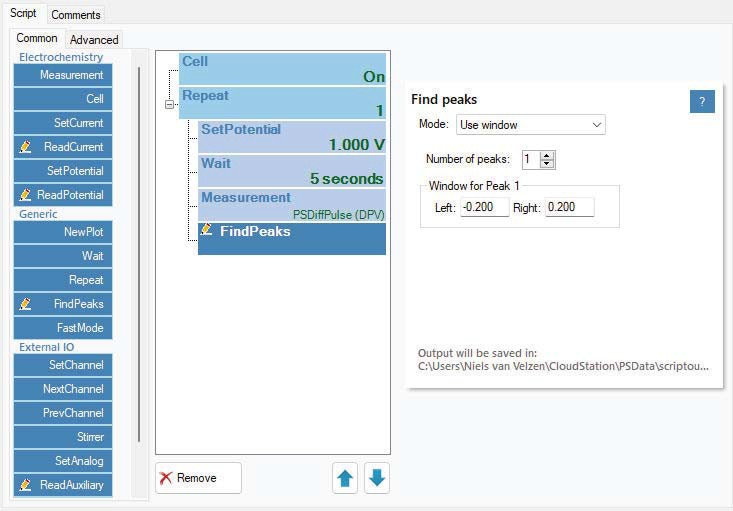 Script
Comments
Common
Advanced
Electrochemistry
Measurement
Cell
SetCurrent
ReadCurrent
SetPotential
ReadPotential
Generic
NewPlot
Wait
Repeat
FindPeaks
FastMode
External IO
SetChannel
NextChannel
PrevChannel
Stirrer
SetAnalog
ReadAuxiliary
Cell
On
Repeat
1
SetPotential
1.000 V
Wait
5 seconds
Measurement
PSDiffPulse (DPV)
FindPeaks
Remove
Find peaks
?
Mode: Use window
Number of peaks: 1
Window for Peak 1
Left: -0.200 Right: 0.200
Output will be saved in:
C:\Users\Niels van Velzen\CloudStation\PSData\scriptou...